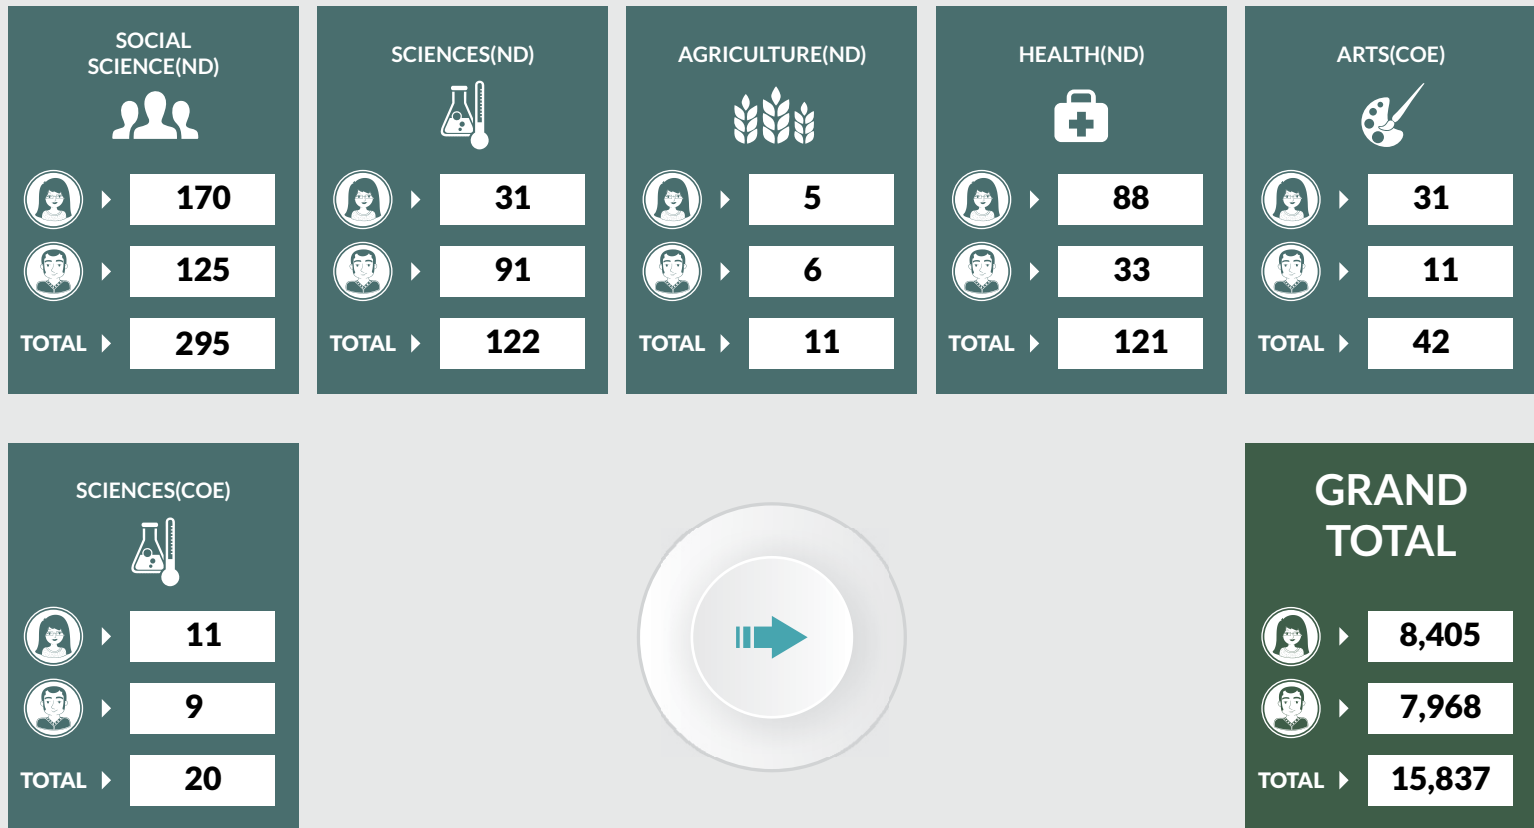 SOCIAL
SCIENCE(ND)
170
125
TOTAL 295
SCIENCES(ND)
31
91
TOTAL 122
AGRICULTURE(ND)
5
6
TOTAL 11
HEALTH(ND)
88
33
TOTAL 121
ARTS(COE)
31
11
TOTAL 42
SCIENCES(COE)
11
9
TOTAL 20
GRAND
TOTAL
8,405
7,968
TOTAL 15,837